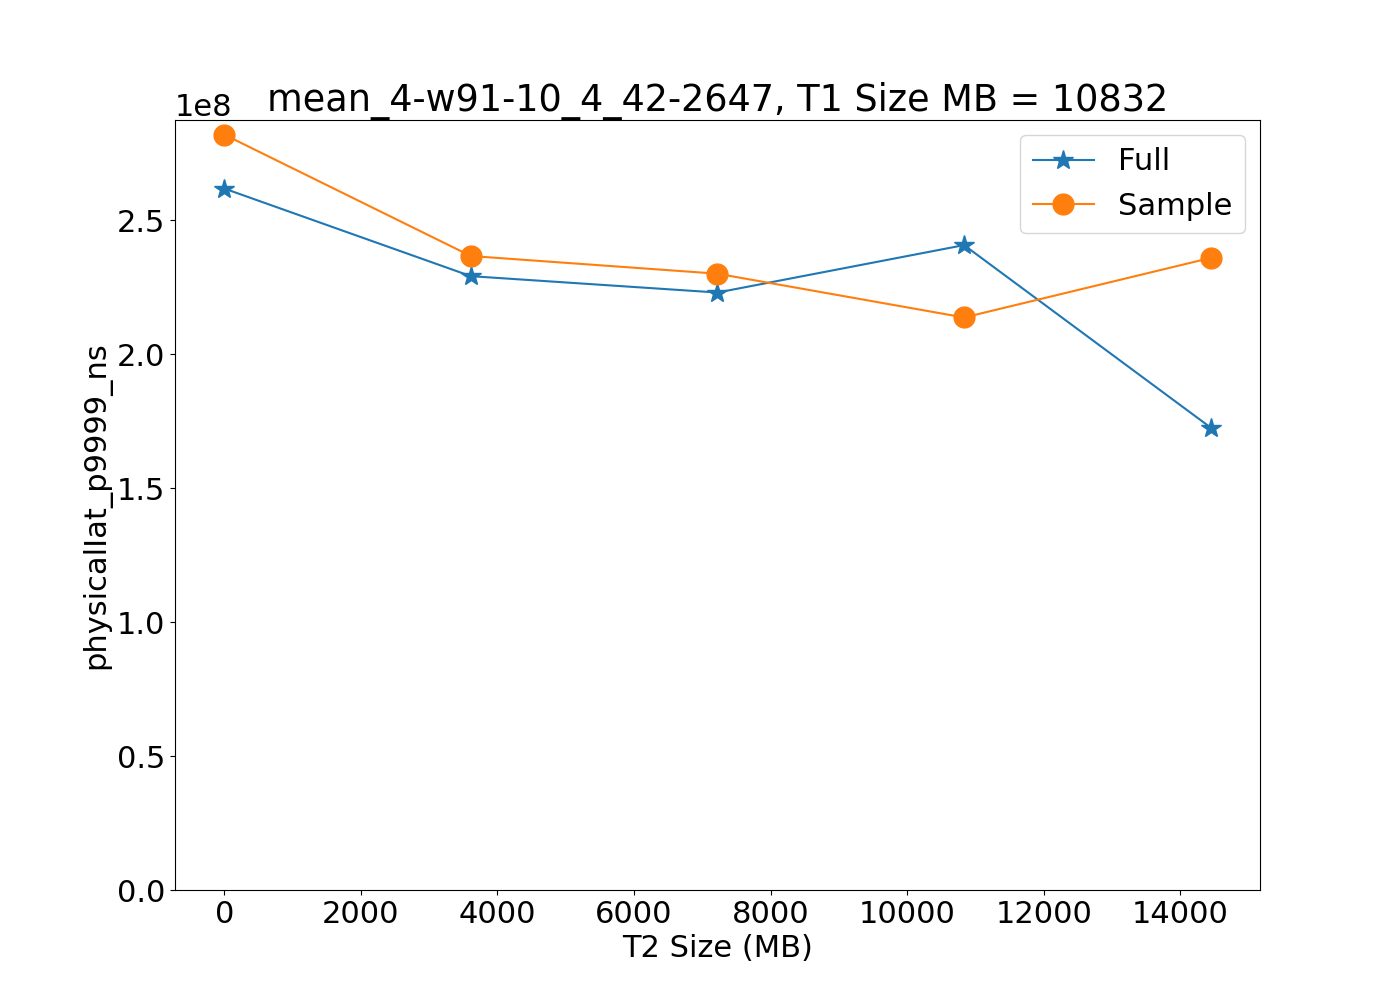 mean_4-w91-10_4_42-2647, T1 Size MB = 10832
1e8
Full
Sample
physicallat_p9999_ns
2.5
2.0
1.5
1.0
0.5
0.0
0 2000 4000 6000 8000 10000 12000 14000
T2 Size (MB)